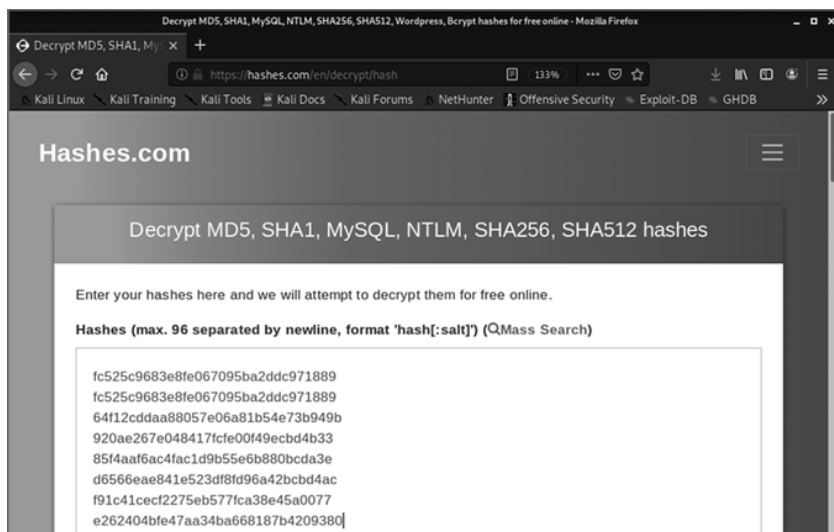 Decrypt MD5, SHA1, MySQL, NTLM, SHA256, SHA512, Wordpress, Bcrypt hashes for free online - Mozilla Firefox
Decrypt MD5, SHA1, MyS
https://hashes.com/en/decrypt/hash 133%
Kali Linux Kali Training Kali Tools Kali Docs Kali Forums NetHunter Offensive Security Exploit-DB GHDB
Hashes.com
Decrypt MD5, SHA1, MySQL, NTLM, SHA256, SHA512 hashes
Enter your hashes here and we will attempt to decrypt them for free online.
Hashes (max. 96 separated by newline, format 'hash[:salt]') (Mass Search)
fc525c9683e8fe067095ba2ddc971889
fc525c9683e8fe067095ba2ddc971889
64f12cddaa88057e06a81b54e73b949b
920ae267e048417fcfe00f49ecbd4b33
85f4aaf6ac4fac1d9b55e6b880bcda3e
d6566eae841e523df8fd96a42bcbd4ac
f91c41cecf2275eb577fca38e45a0077
e262404bfe47aa34ba668187b4209380